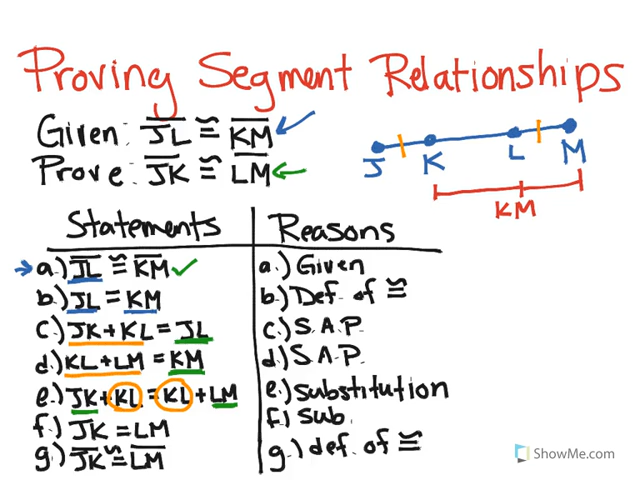 Proving Segment Relationships
Given: JL ≅ KM
Prove: JK ≅ LM
J K L M
KM
Statements Reasons
a.) JL ≅ KM ✓ a.) Given
b.) JL = KM b.) Def. of ≅
c.) JK + KL = JL c.) S.A.P.
d.) KL + LM = KM d.) S.A.P.
e.) JK + KL = KL + LM e.) substitution
f.) JK = LM f.) Sub.
g.) JK ≅ LM g.) def. of ≅
ShowMe.com